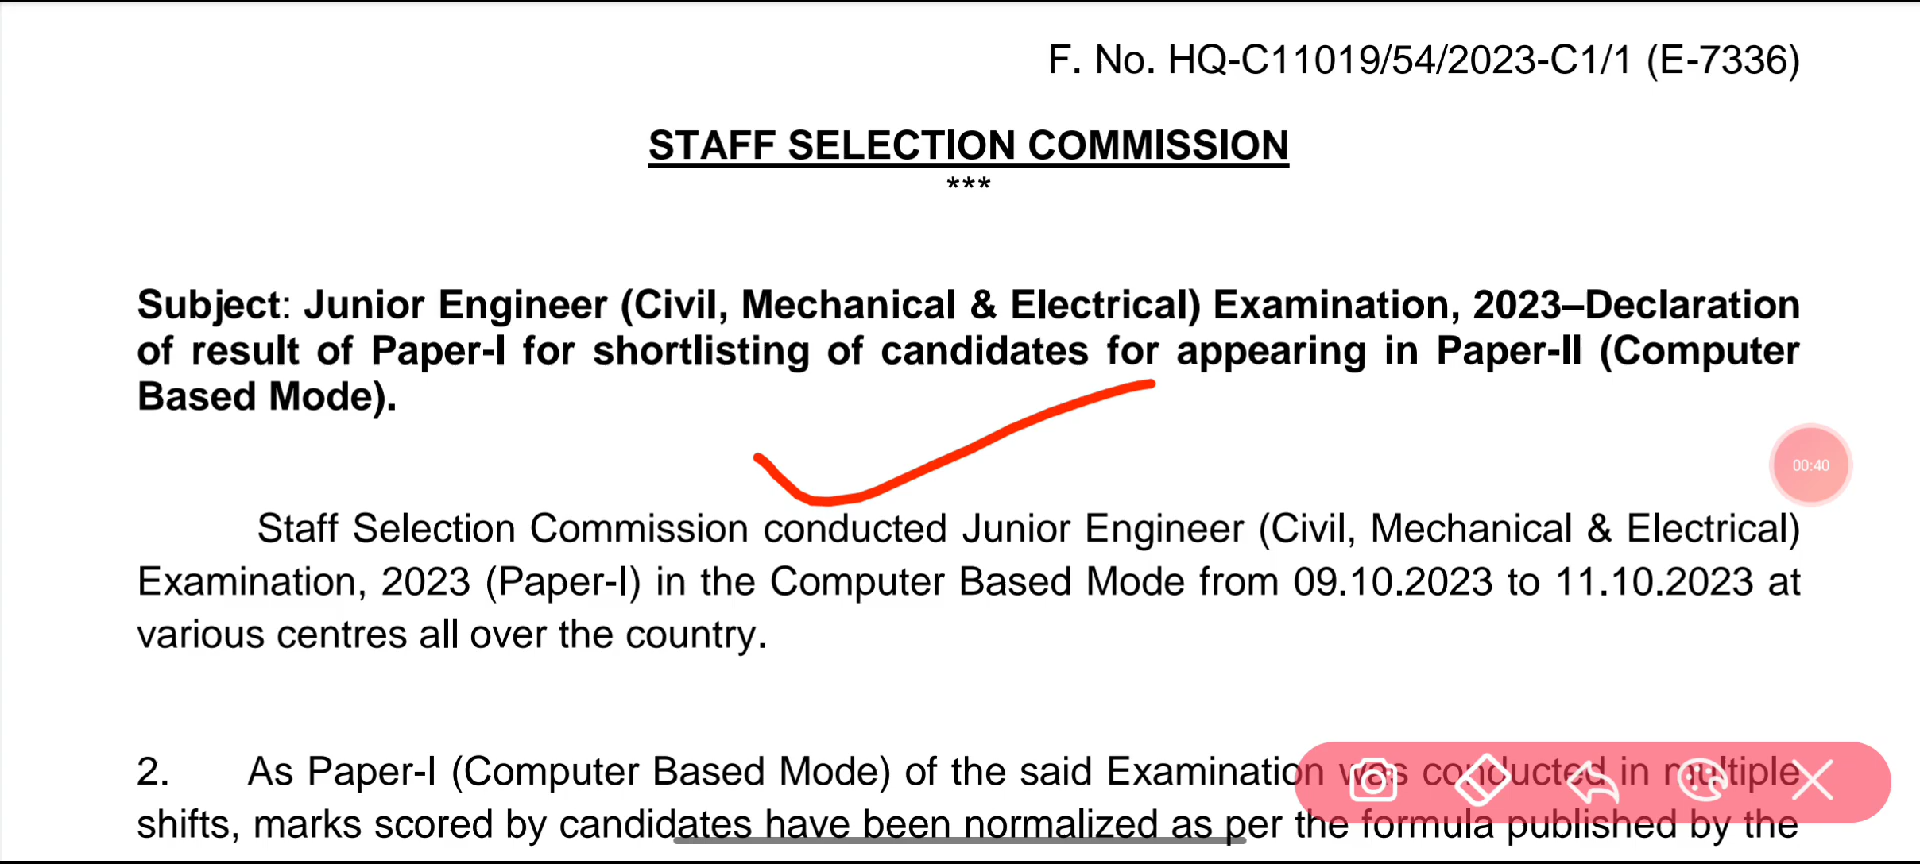 F. No. HQ-C11019/54/2023-C1/1 (E-7336)
STAFF SELECTION COMMISSION
***
Subject: Junior Engineer (Civil, Mechanical & Electrical) Examination, 2023–Declaration
of result of Paper-I for shortlisting of candidates for appearing in Paper-II (Computer
Based Mode).
00:40
Staff Selection Commission conducted Junior Engineer (Civil, Mechanical & Electrical)
Examination, 2023 (Paper-I) in the Computer Based Mode from 09.10.2023 to 11.10.2023 at
various centres all over the country.
2. As Paper-I (Computer Based Mode) of the said Examination was conducted in multiple
shifts, marks scored by candidates have been normalized as per the formula published by the